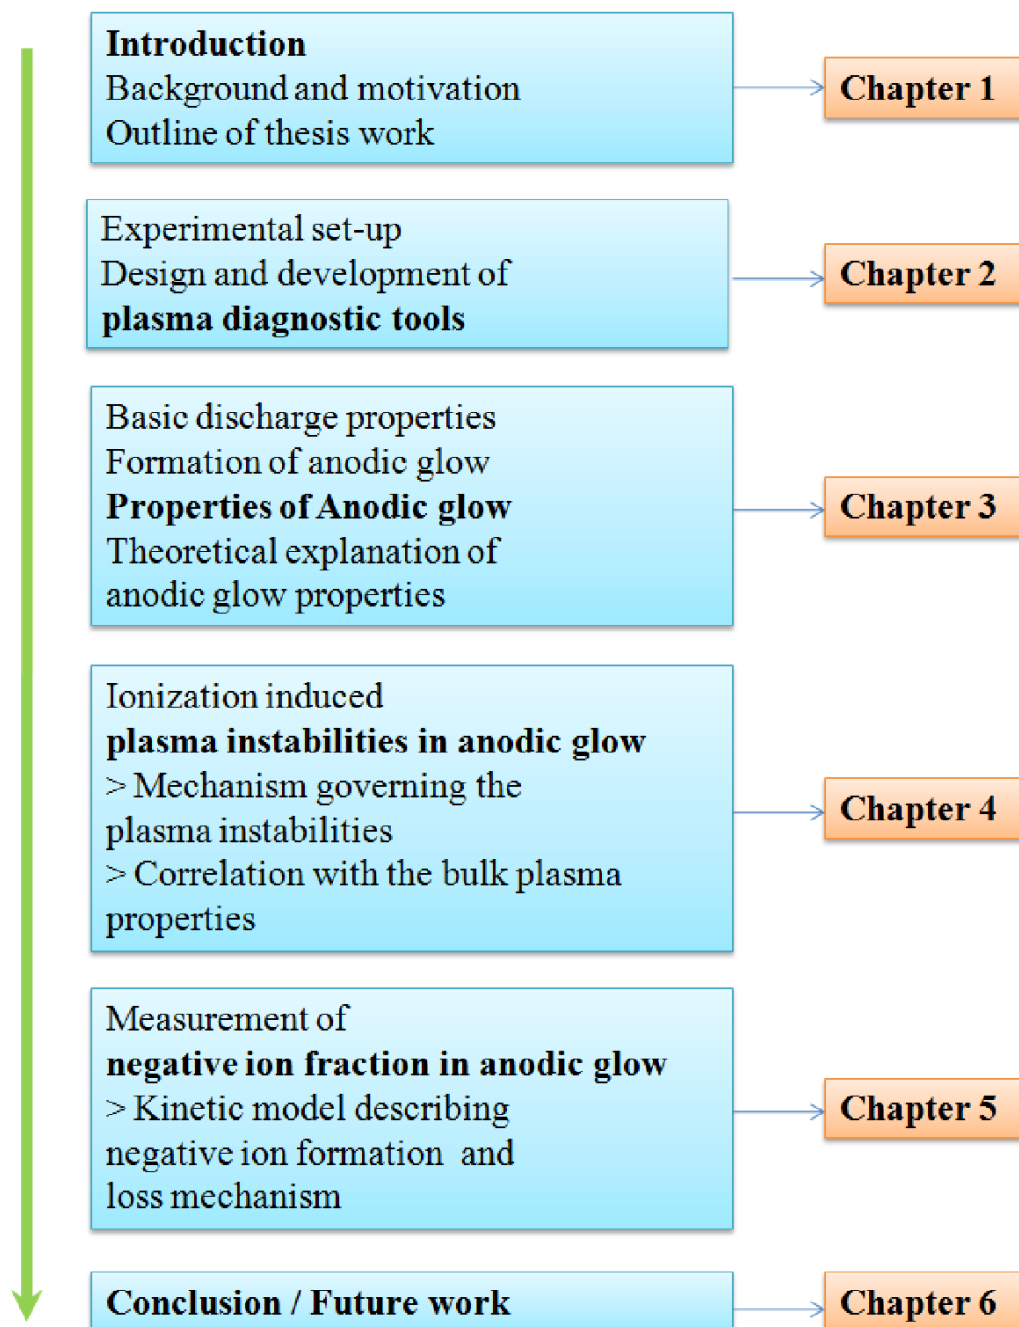 Introduction
Background and motivation
Outline of thesis work
Chapter 1
Experimental set-up
Design and development of
plasma diagnostic tools
Chapter 2
Basic discharge properties
Formation of anodic glow
Properties of Anodic glow
Theoretical explanation of
anodic glow properties
Chapter 3
Ionization induced
plasma instabilities in anodic glow
> Mechanism governing the
plasma instabilities
> Correlation with the bulk plasma
properties
Chapter 4
Measurement of
negative ion fraction in anodic glow
> Kinetic model describing
negative ion formation and
loss mechanism
Chapter 5
Conclusion / Future work
Chapter 6